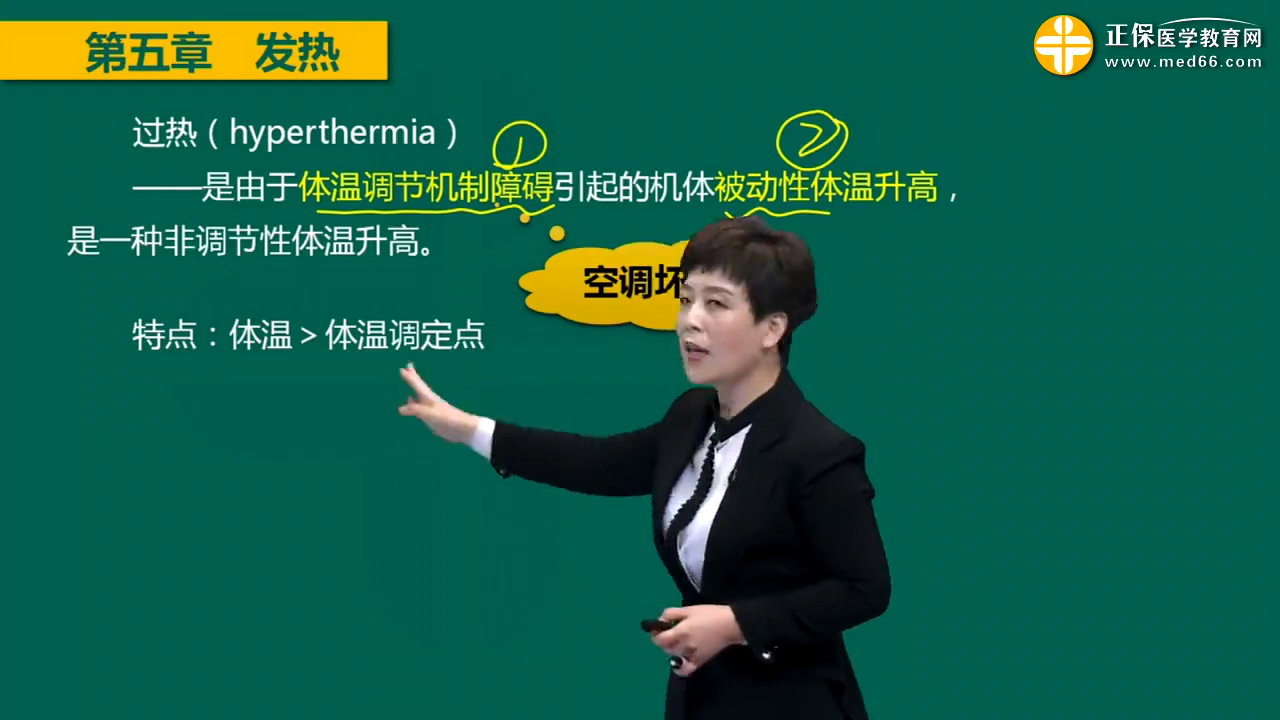 第五章 发热
正保医学教育网
www.med66.com
过热（hyperthermia）
① ②
——是由于体温调节机制障碍引起的机体被动性体温升高，
是一种非调节性体温升高。
空调坏
特点：体温＞体温调定点